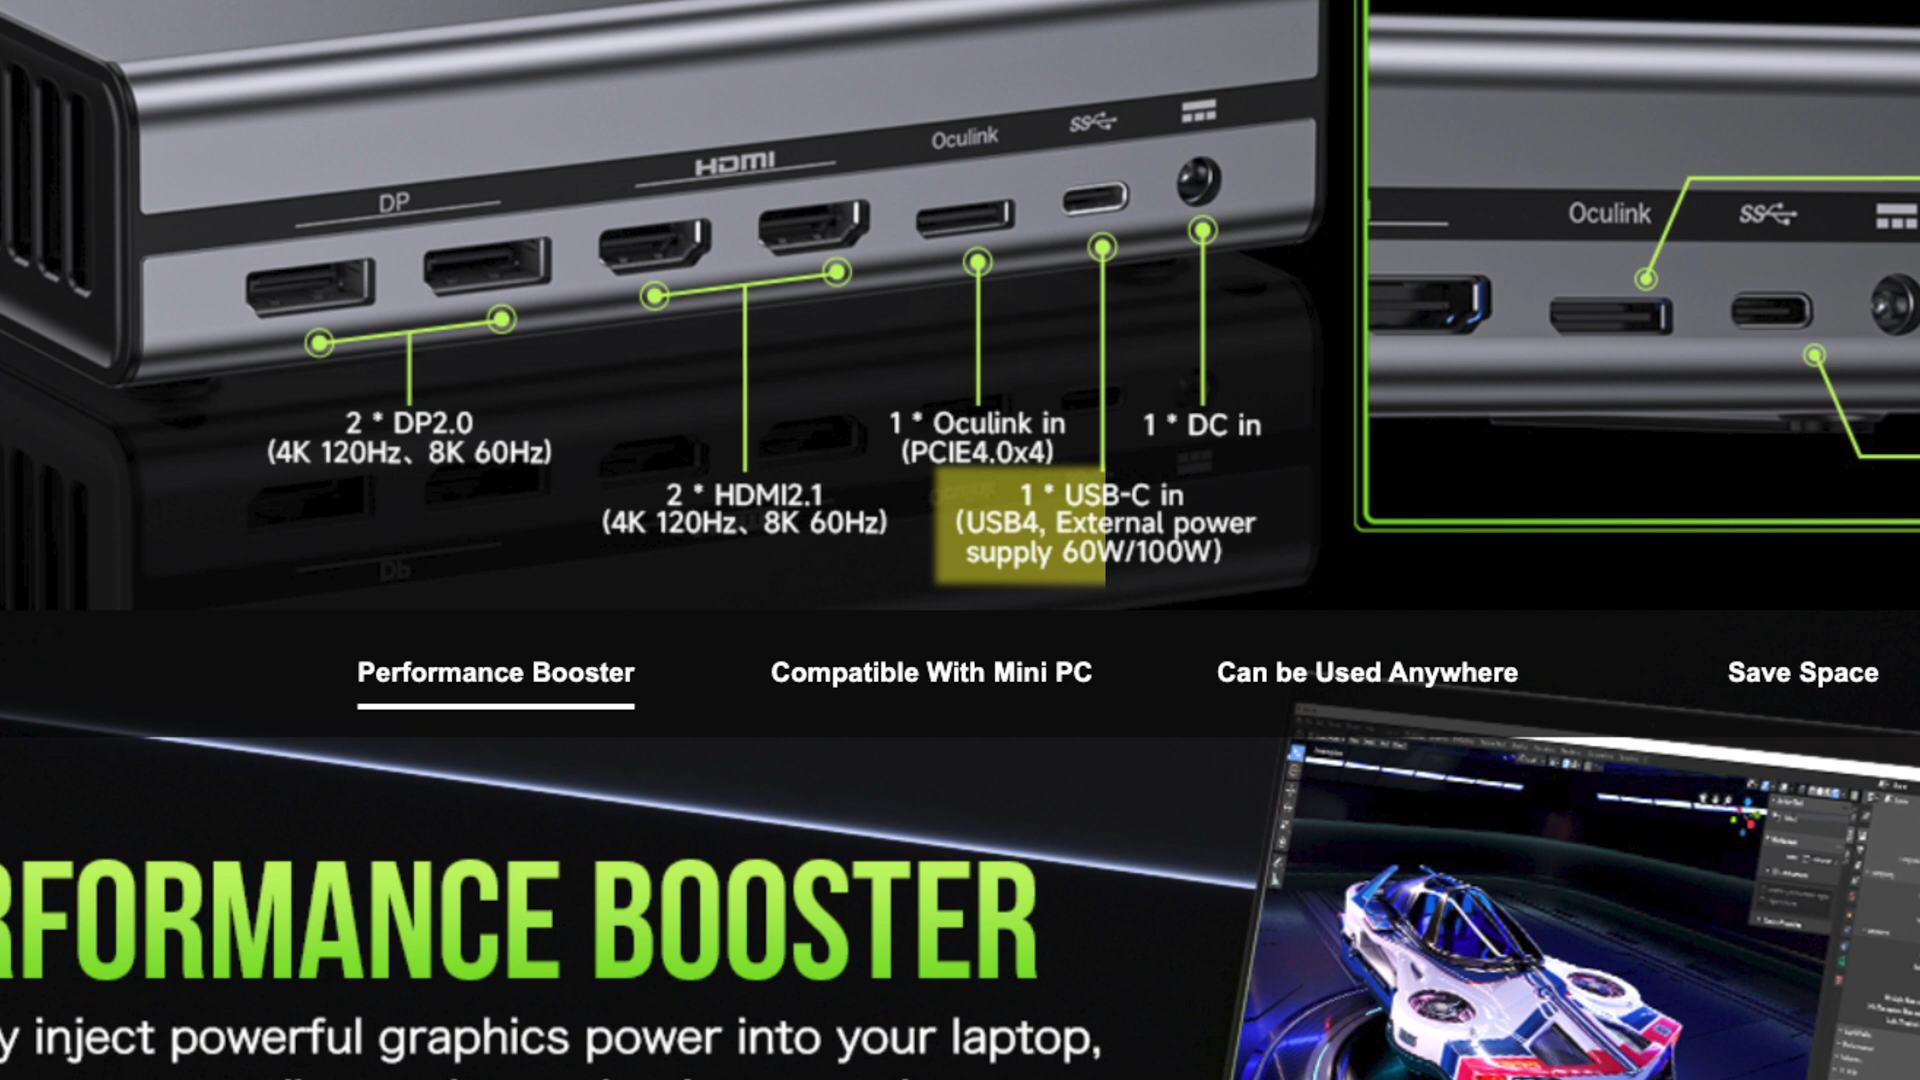 DP
HDMI
Oculink
SS
2 * DP2.0
(4K 120Hz、8K 60Hz)
2 * HDMI2.1
(4K 120Hz、8K 60Hz)
1 * Oculink in
(PCIE4.0x4)
1 * USB-C in
(USB4, External power
supply 60W/100W)
1 * DC in
Oculink
SS
Performance Booster
Compatible With Mini PC
Can be Used Anywhere
Save Space
RFORMANCE BOOSTER
y inject powerful graphics power into your laptop,